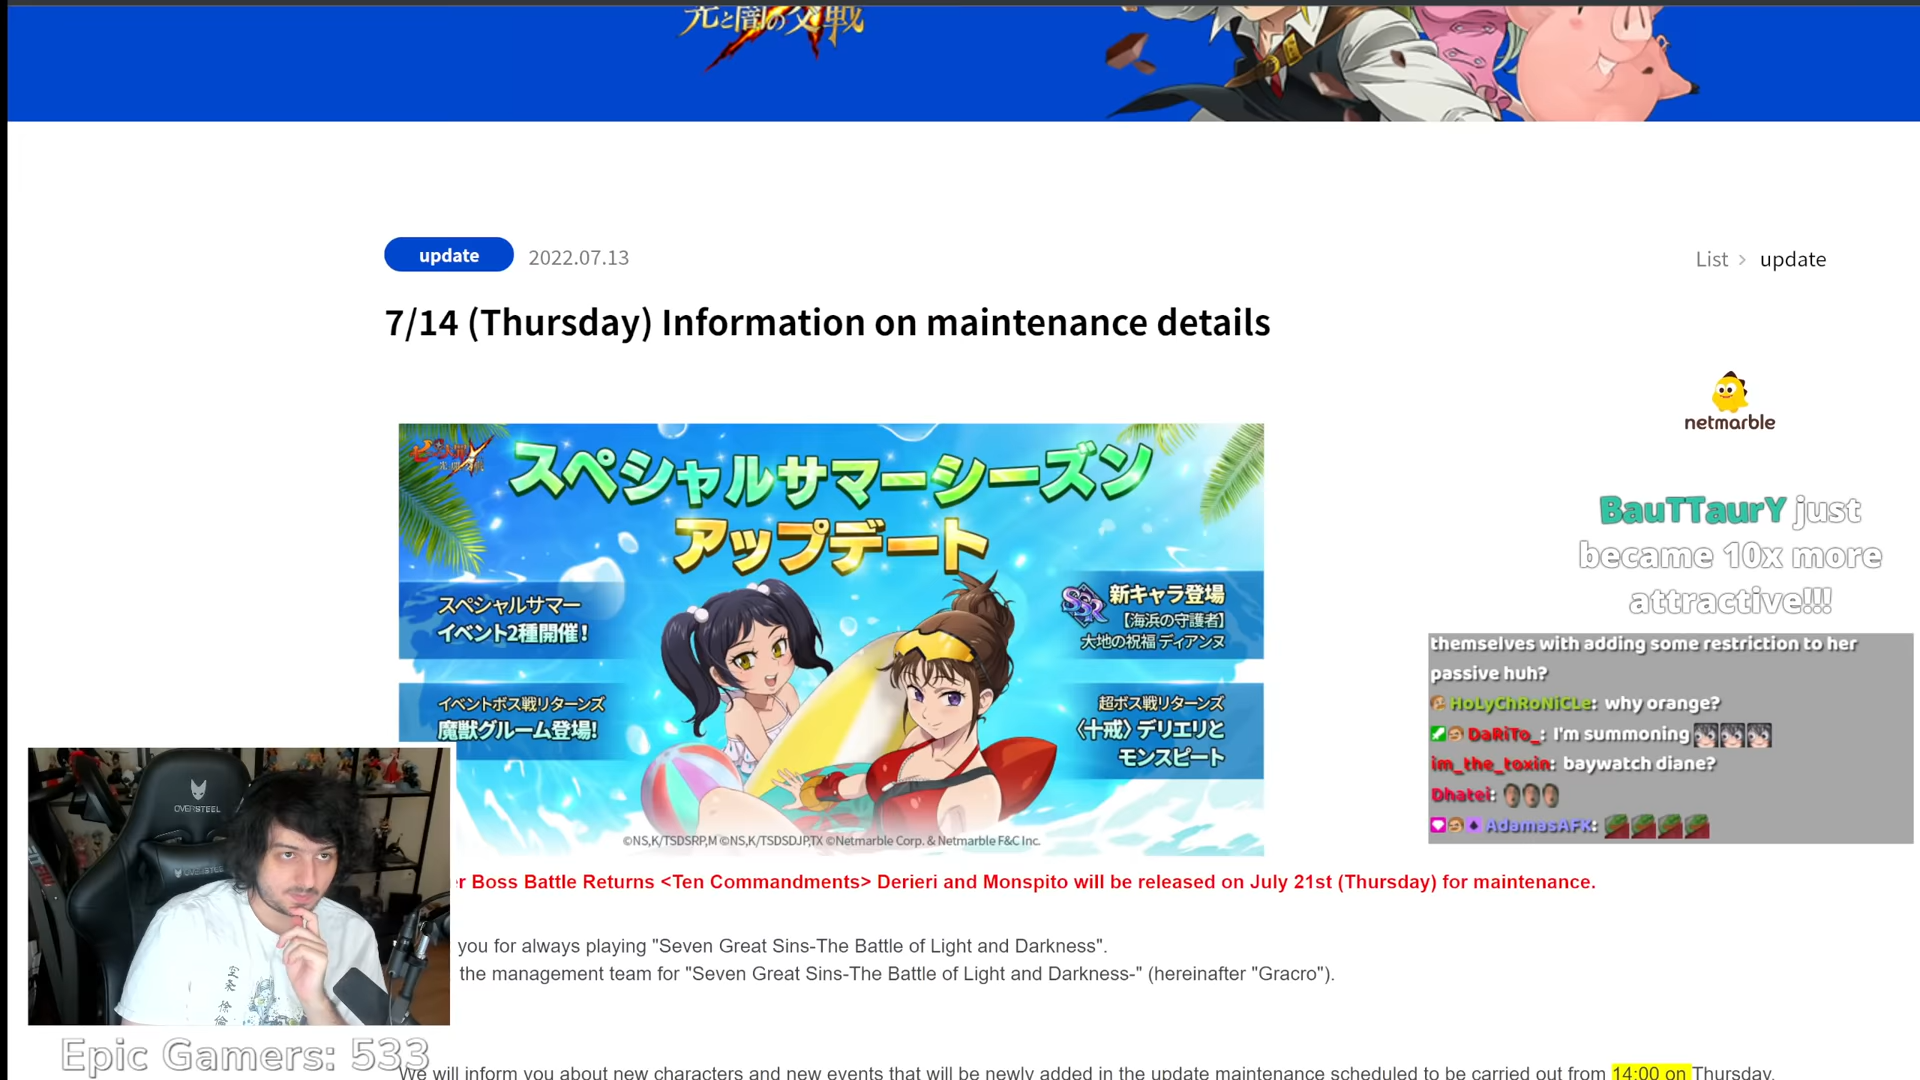 光と闇の交戦
update 2022.07.13
List > update
7/14 (Thursday) Information on maintenance details
netmarble
スペシャルサマーシーズン
アップデート
スペシャルサマー
イベント2種開催！
SSR 新キャラ登場
【海浜の守護者】
大地の祝福 ディアンヌ
イベントボス戦リターンズ
魔獣グルーム登場!
超ボス戦リターンズ
〈十戒〉デリエリと
モンスピート
©NS,K/TSDSRP,M ©NS,K/TSDSDJP,TX ©Netmarble Corp. & Netmarble F&C Inc.
BauTTaurY just
became 10x more
attractive!!!
themselves with adding some restriction to her
passive huh?
HoLyChRoNiCLe: why orange?
DaRiTo_: I'm summoning
im_the_toxin: baywatch diane?
Dhatei:
AdamasAFK:
r Boss Battle Returns <Ten Commandments> Derieri and Monspito will be released on July 21st (Thursday) for maintenance.
you for always playing "Seven Great Sins-The Battle of Light and Darkness".
the management team for "Seven Great Sins-The Battle of Light and Darkness-" (hereinafter "Gracro").
OVERSTEEL
Epic Gamers: 533
We will inform you about new characters and new events that will be newly added in the update maintenance scheduled to be carried out from 14:00 on Thursday,